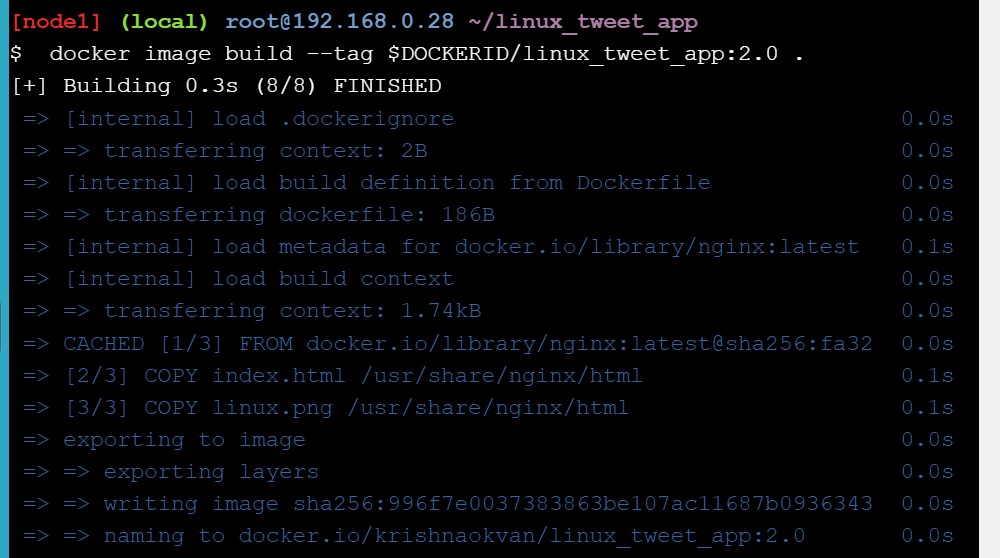 [node1] (local) root@192.168.0.28 ~/linux_tweet_app
$  docker image build --tag $DOCKERID/linux_tweet_app:2.0 .
[+] Building 0.3s (8/8) FINISHED
=> [internal] load .dockerignore 0.0s
=> => transferring context: 2B 0.0s
=> [internal] load build definition from Dockerfile 0.0s
=> => transferring dockerfile: 186B 0.0s
=> [internal] load metadata for docker.io/library/nginx:latest 0.1s
=> [internal] load build context 0.0s
=> => transferring context: 1.74kB 0.0s
=> CACHED [1/3] FROM docker.io/library/nginx:latest@sha256:fa32 0.0s
=> [2/3] COPY index.html /usr/share/nginx/html 0.1s
=> [3/3] COPY linux.png /usr/share/nginx/html 0.1s
=> exporting to image 0.0s
=> => exporting layers 0.0s
=> => writing image sha256:996f7e0037383863be107ac11687b0936343 0.0s
=> => naming to docker.io/krishnaokvan/linux_tweet_app:2.0 0.0s